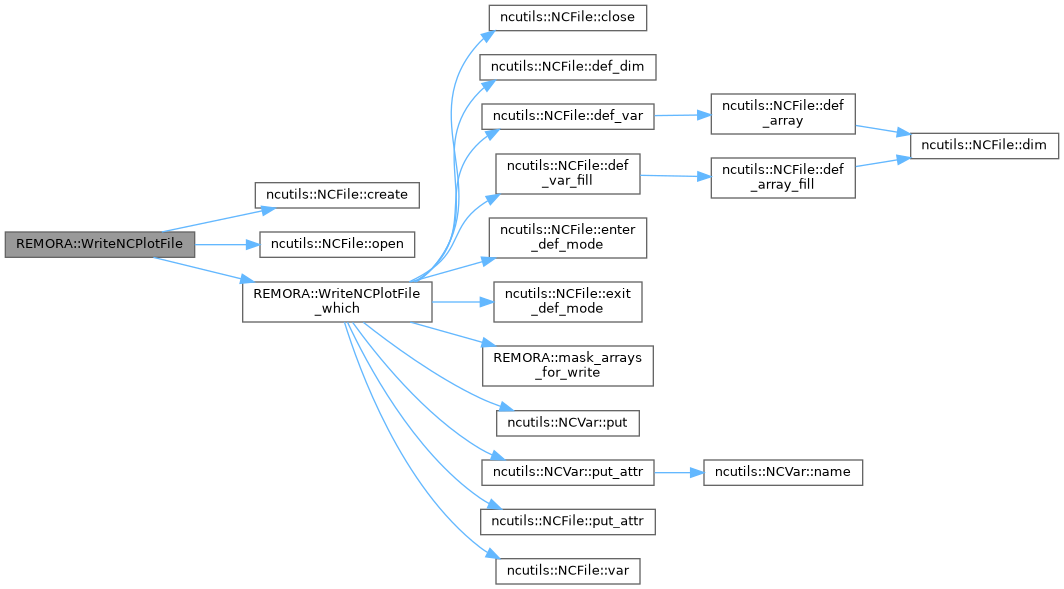 REMORA::WriteNCPlotFile
ncutils::NCFile::create
ncutils::NCFile::open
REMORA::WriteNCPlotFile
_which
ncutils::NCFile::close
ncutils::NCFile::def_dim
ncutils::NCFile::def_var
ncutils::NCFile::def
_var_fill
ncutils::NCFile::enter
_def_mode
ncutils::NCFile::exit
_def_mode
REMORA::mask_arrays
_for_write
ncutils::NCVar::put
ncutils::NCVar::put_attr
ncutils::NCFile::put_attr
ncutils::NCFile::var
ncutils::NCFile::def
_array
ncutils::NCFile::def
_array_fill
ncutils::NCVar::name
ncutils::NCFile::dim